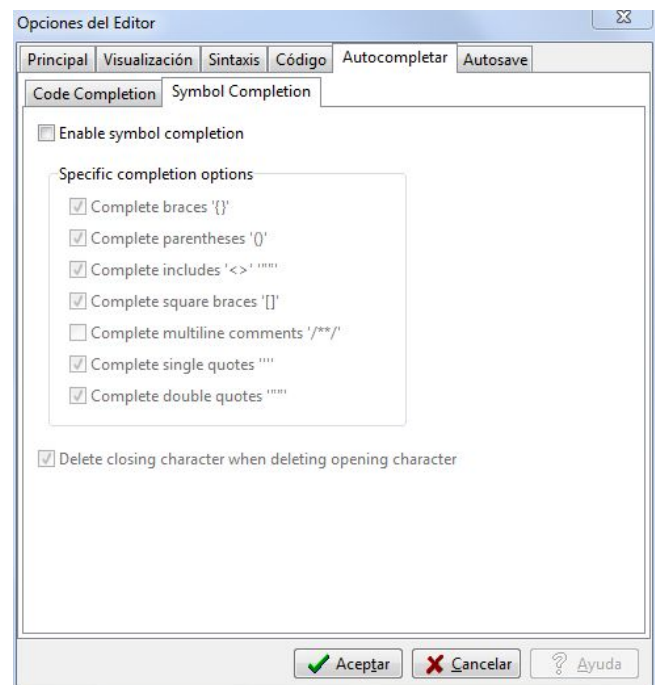 Opciones del Editor
Principal Visualización Sintaxis Código Autocompletar Autosave
Code Completion Symbol Completion
Enable symbol completion
Specific completion options
Complete braces '{}'
Complete parentheses '()'
Complete includes '<>' '""'
Complete square braces '[]'
Complete multiline comments '/**/'
Complete single quotes ''''
Complete double quotes '""'
Delete closing character when deleting opening character
Aceptar Cancelar Ayuda